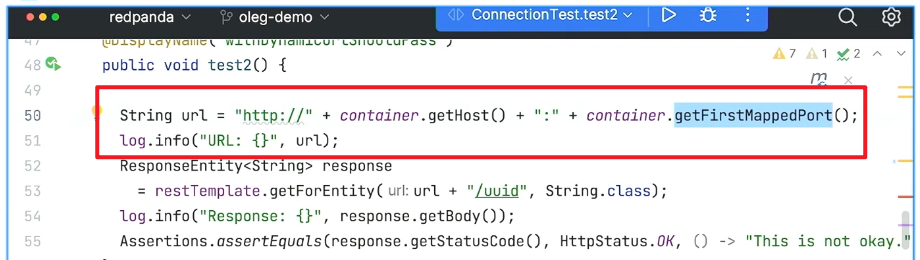 redpanda oleg-demo ConnectionTest.test2
47 @DisplayName("withDynamicUrlShouldPass")
7 1 2
48 public void test2() {
49
50 String url = "http://" + container.getHost() + ":" + container.getFirstMappedPort();
51 log.info("URL: {}", url);
52 ResponseEntity<String> response
53 = restTemplate.getForEntity( url: url + "/uuid", String.class);
54 log.info("Response: {}", response.getBody());
55 Assertions.assertEquals(response.getStatusCode(), HttpStatus.OK, () -> "This is not okay."